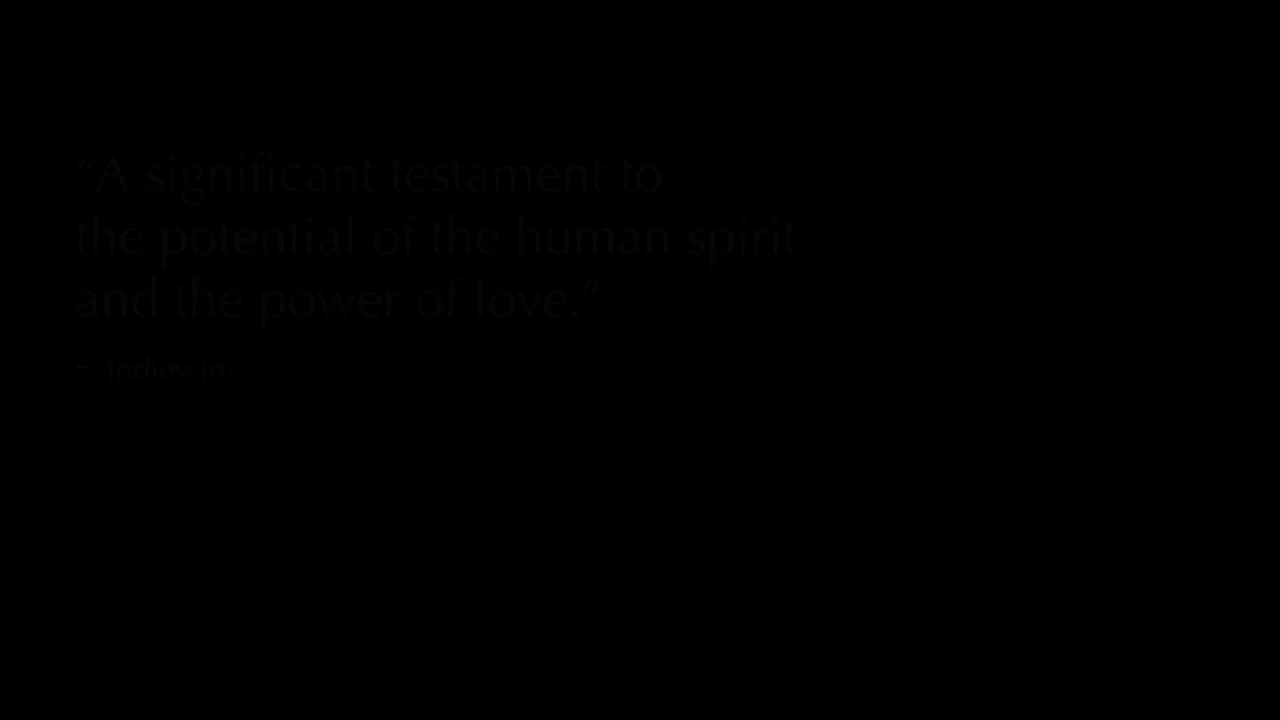 “A significant testament to
the potential of the human spirit
and the power of love.”
~ Indiewire